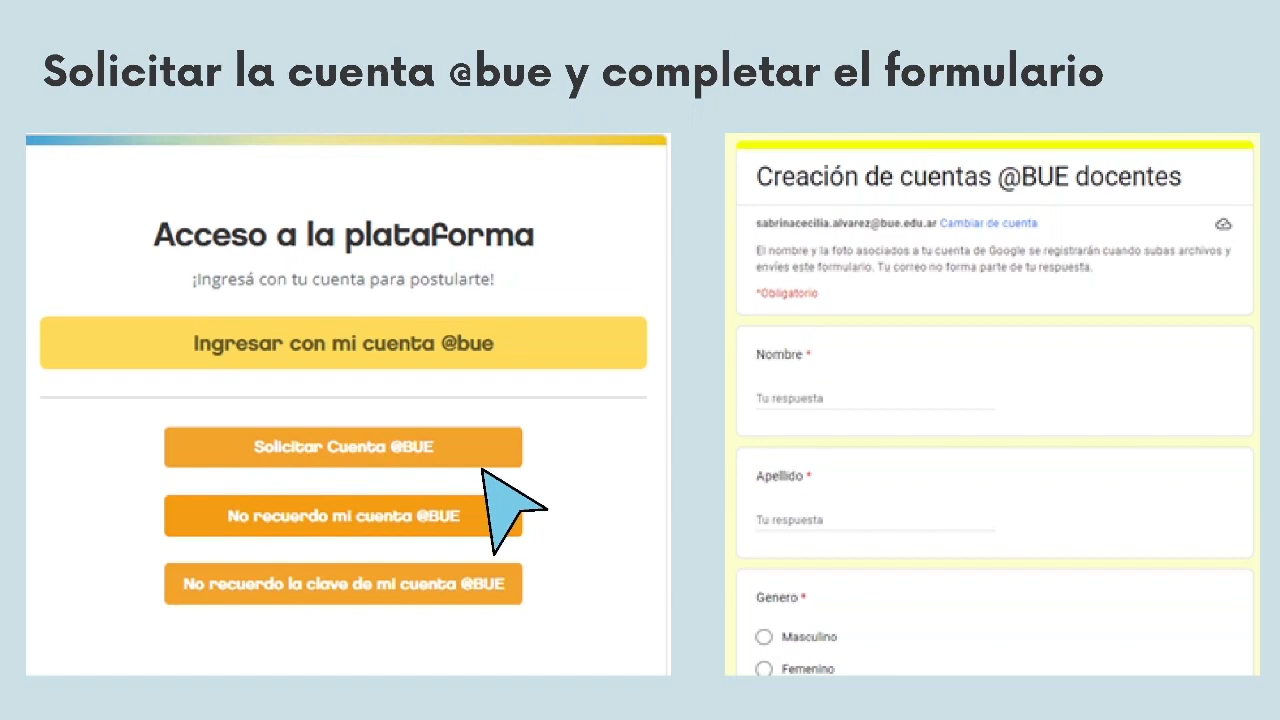 Solicitar la cuenta @bue y completar el formulario
Acceso a la plataforma
¡Ingresá con tu cuenta para postularte!
Ingresar con mi cuenta @bue
Solicitar Cuenta @BUE
No recuerdo mi cuenta @BUE
No recuerdo la clave de mi cuenta @BUE
Creación de cuentas @BUE docentes
sabrinacecilia.alvarez@bue.edu.ar Cambiar de cuenta
El nombre y la foto asociados a tu cuenta de Google se registrarán cuando subas archivos y
envíes este formulario. Tu correo no forma parte de tu respuesta.
*Obligatorio
Nombre *
Tu respuesta
Apellido *
Tu respuesta
Genero *
Masculino
Femenino